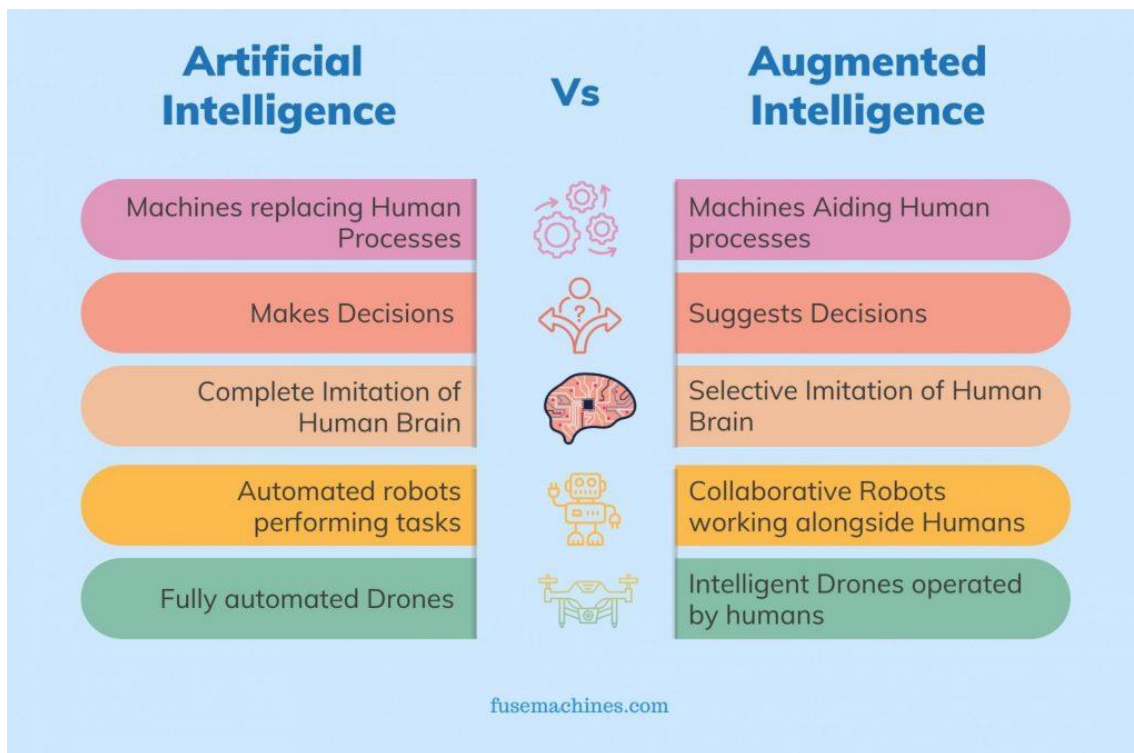 Artificial
Intelligence
Vs
Augmented
Intelligence
Machines replacing Human
Processes
Machines Aiding Human
processes
Makes Decisions
?
Suggests Decisions
Complete Imitation of
Human Brain
Selective Imitation of Human
Brain
Automated robots
performing tasks
Collaborative Robots
working alongside Humans
Fully automated Drones
Intelligent Drones operated
by humans
fusemachines.com